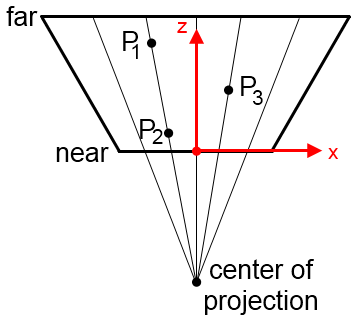 far
z
P1
P3
P2
near
x
center of
projection